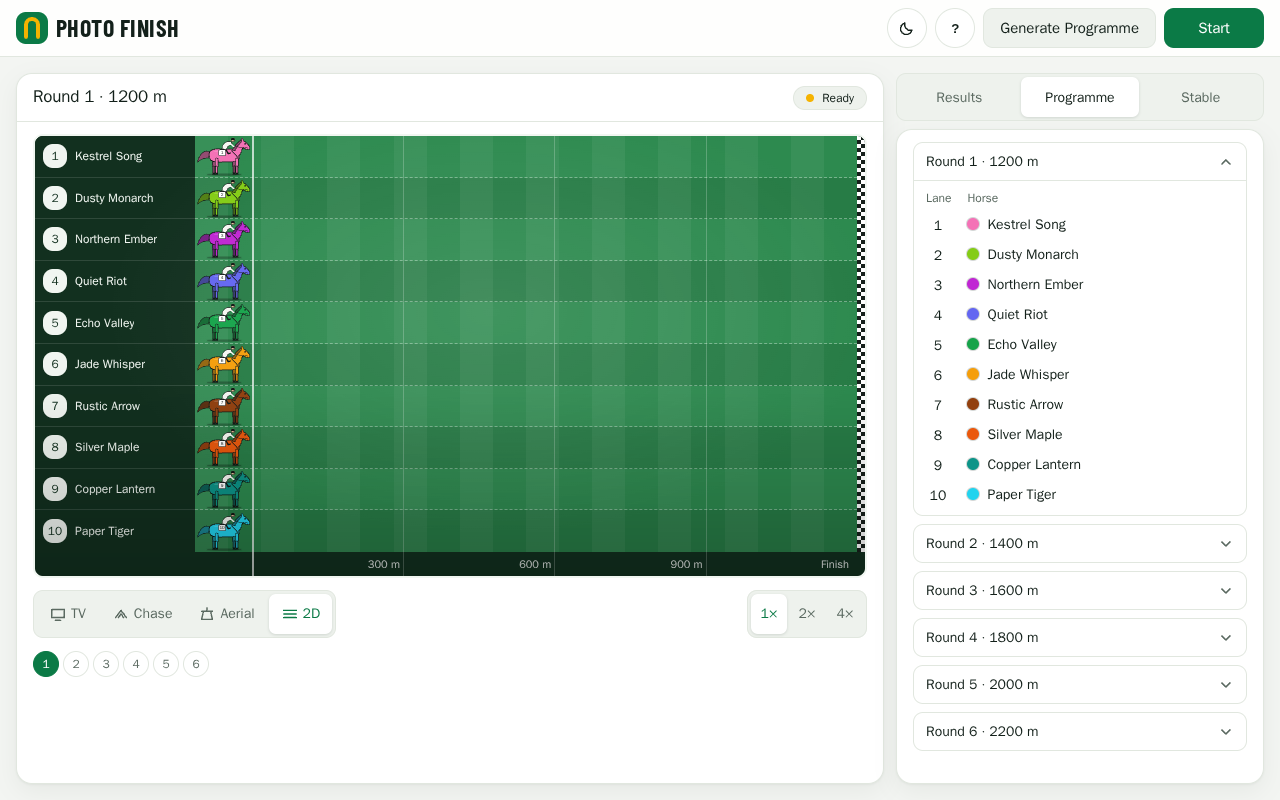 PHOTO FINISH
?
Generate Programme
Start
Round 1 · 1200 m
Ready
1 Kestrel Song
2 Dusty Monarch
3 Northern Ember
4 Quiet Riot
5 Echo Valley
6 Jade Whisper
7 Rustic Arrow
8 Silver Maple
9 Copper Lantern
10 Paper Tiger
300 m 600 m 900 m Finish
TV Chase Aerial 2D
1× 2× 4×
1 2 3 4 5 6
Results Programme Stable
Round 1 · 1200 m
Lane Horse
1 Kestrel Song
2 Dusty Monarch
3 Northern Ember
4 Quiet Riot
5 Echo Valley
6 Jade Whisper
7 Rustic Arrow
8 Silver Maple
9 Copper Lantern
10 Paper Tiger
Round 2 · 1400 m
Round 3 · 1600 m
Round 4 · 1800 m
Round 5 · 2000 m
Round 6 · 2200 m